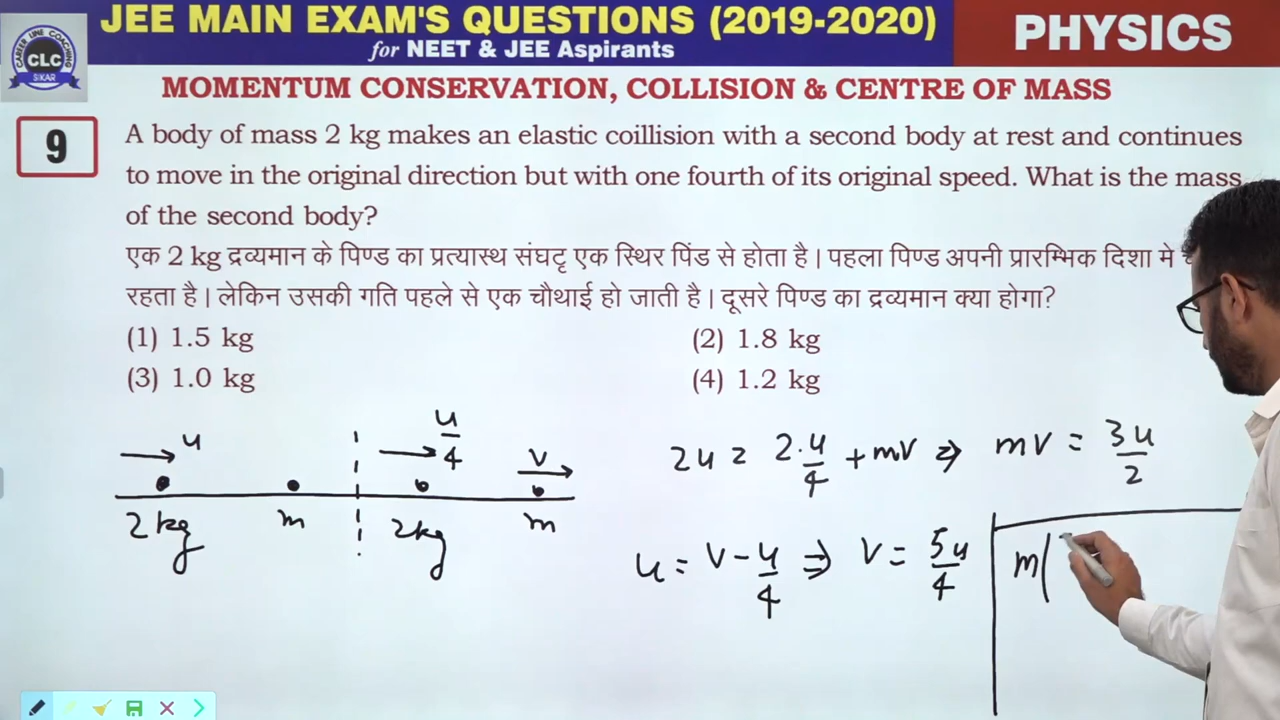 JEE MAIN EXAM'S QUESTIONS (2019-2020)
for NEET & JEE Aspirants
PHYSICS
CAREER LINE COACHING
CLC
SIKAR
MOMENTUM CONSERVATION, COLLISION & CENTRE OF MASS
9
A body of mass 2 kg makes an elastic coillision with a second body at rest and continues
to move in the original direction but with one fourth of its original speed. What is the mass
of the second body?
एक 2 kg द्रव्यमान के पिण्ड का प्रत्यास्थ संघटृ एक स्थिर पिंड से होता है। पहला पिण्ड अपनी प्रारम्भिक दिशा मे
रहता है। लेकिन उसकी गति पहले से एक चौथाई हो जाती है। दूसरे पिण्ड का द्रव्यमान क्या होगा?
(1) 1.5 kg (2) 1.8 kg
(3) 1.0 kg (4) 1.2 kg
u u/4 v
2kg m 2kg m
2u = 2·u/4 + mv ⇒ mv = 3u/2
u = v - u/4 ⇒ v = 5u/4
m(